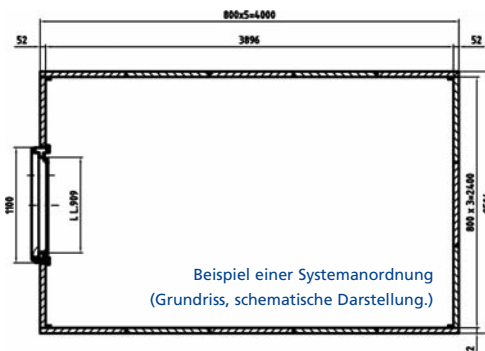 800x5=4000
52 3896 52
1100
L L.909
800 x 3=2400
Beispiel einer Systemanordnung
(Grundriss, schematische Darstellung.)